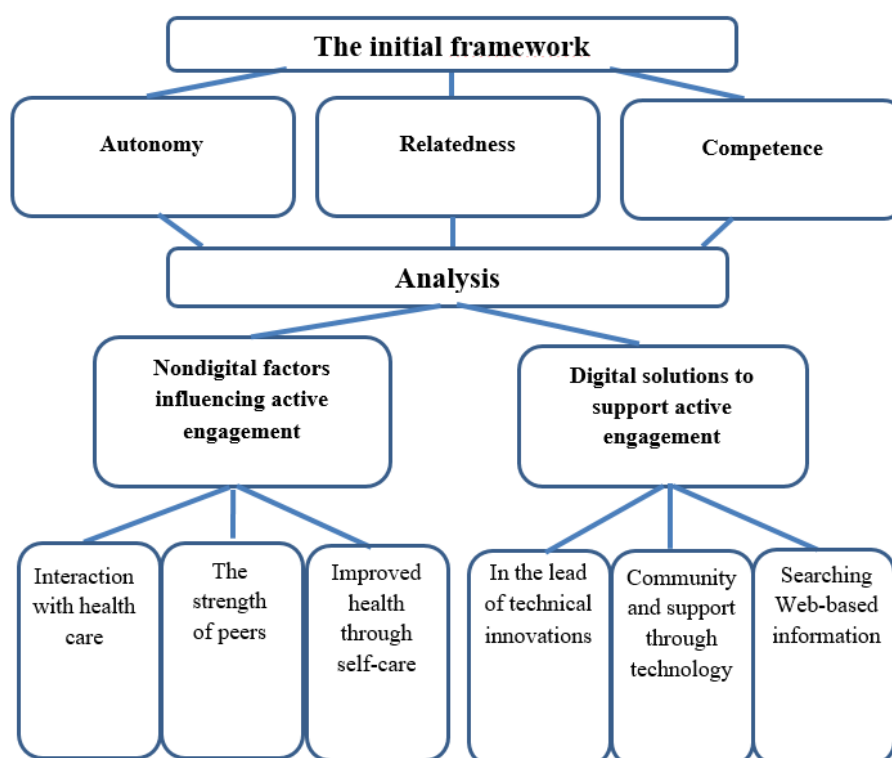 The initial framework
Autonomy
Relatedness
Competence
Analysis
Nondigital factors
influencing active
engagement
Digital solutions to
support active
engagement
Interaction
with health
care
The
strength
of peers
Improved
health
through
self-care
In the lead
of technical
innovations
Community
and support
through
technology
Searching
Web-based
information